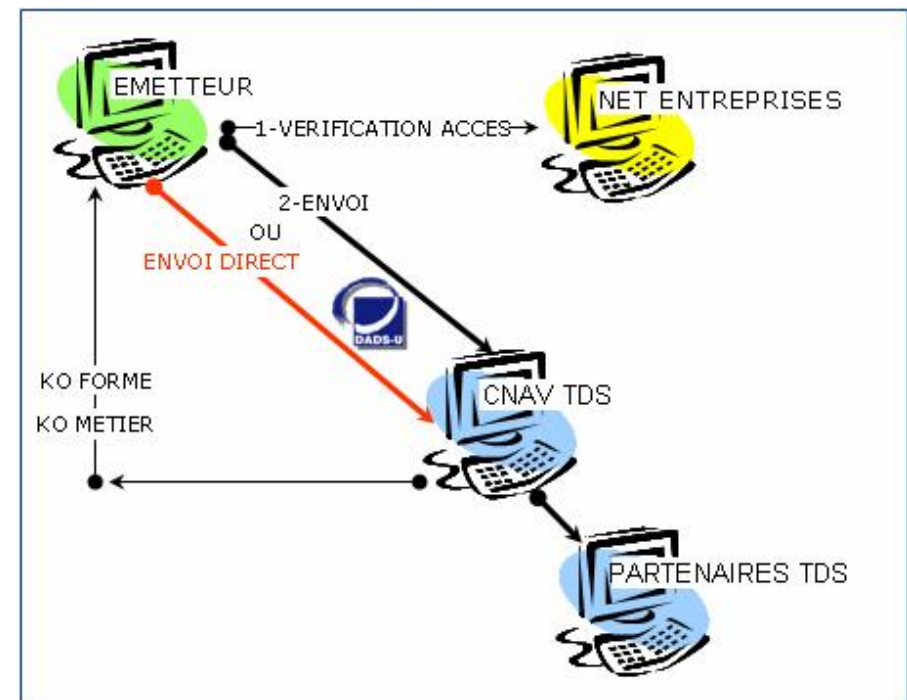 EMETTEUR
NET ENTREPRISES
1-VERIFICATION ACCES
2-ENVOI
OU
ENVOI DIRECT
DADS-U
KO FORME
KO METIER
CNAV TDS
PARTENAIRES TDS